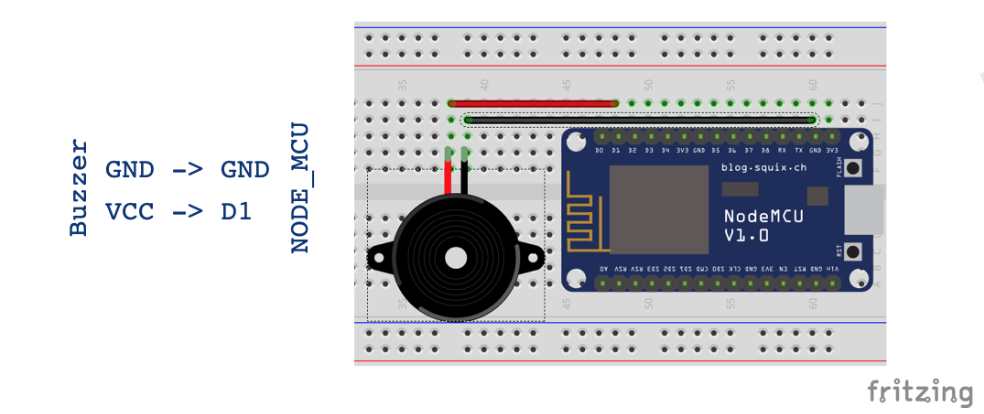 Buzzer
GND -> GND
VCC -> D1
NODE_MCU
35 40 45 50 55 60
J
I
H
G
F
D0 D1 D2 D3 D4 3V3 GND D5 D6 D7 D8 RX TX GND 3V3
blog.squix.ch
FLASH
NodeMCU
V1.0
RST
A0 RSV RSV SD3 SD2 SD1 CMD SD0 CLK GND 3V3 EN RST GND Vin
B
A
35 45 50 55 60
fritzing